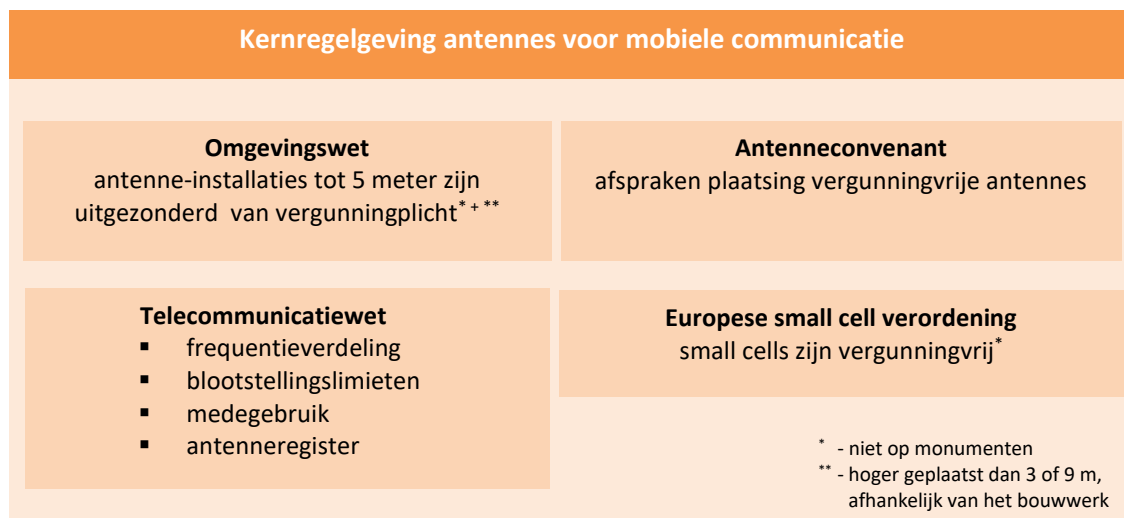 Kernregelgeving antennes voor mobiele communicatie
Omgevingswet
antenne-installaties tot 5 meter zijn
uitgezonderd van vergunningplicht* + **
Antenneconvenant
afspraken plaatsing vergunningvrije antennes
Telecommunicatiewet
▪ frequentieverdeling
▪ blootstellingslimieten
▪ medegebruik
▪ antenneregister
Europese small cell verordening
small cells zijn vergunningvrij*
* - niet op monumenten
** - hoger geplaatst dan 3 of 9 m,
afhankelijk van het bouwwerk